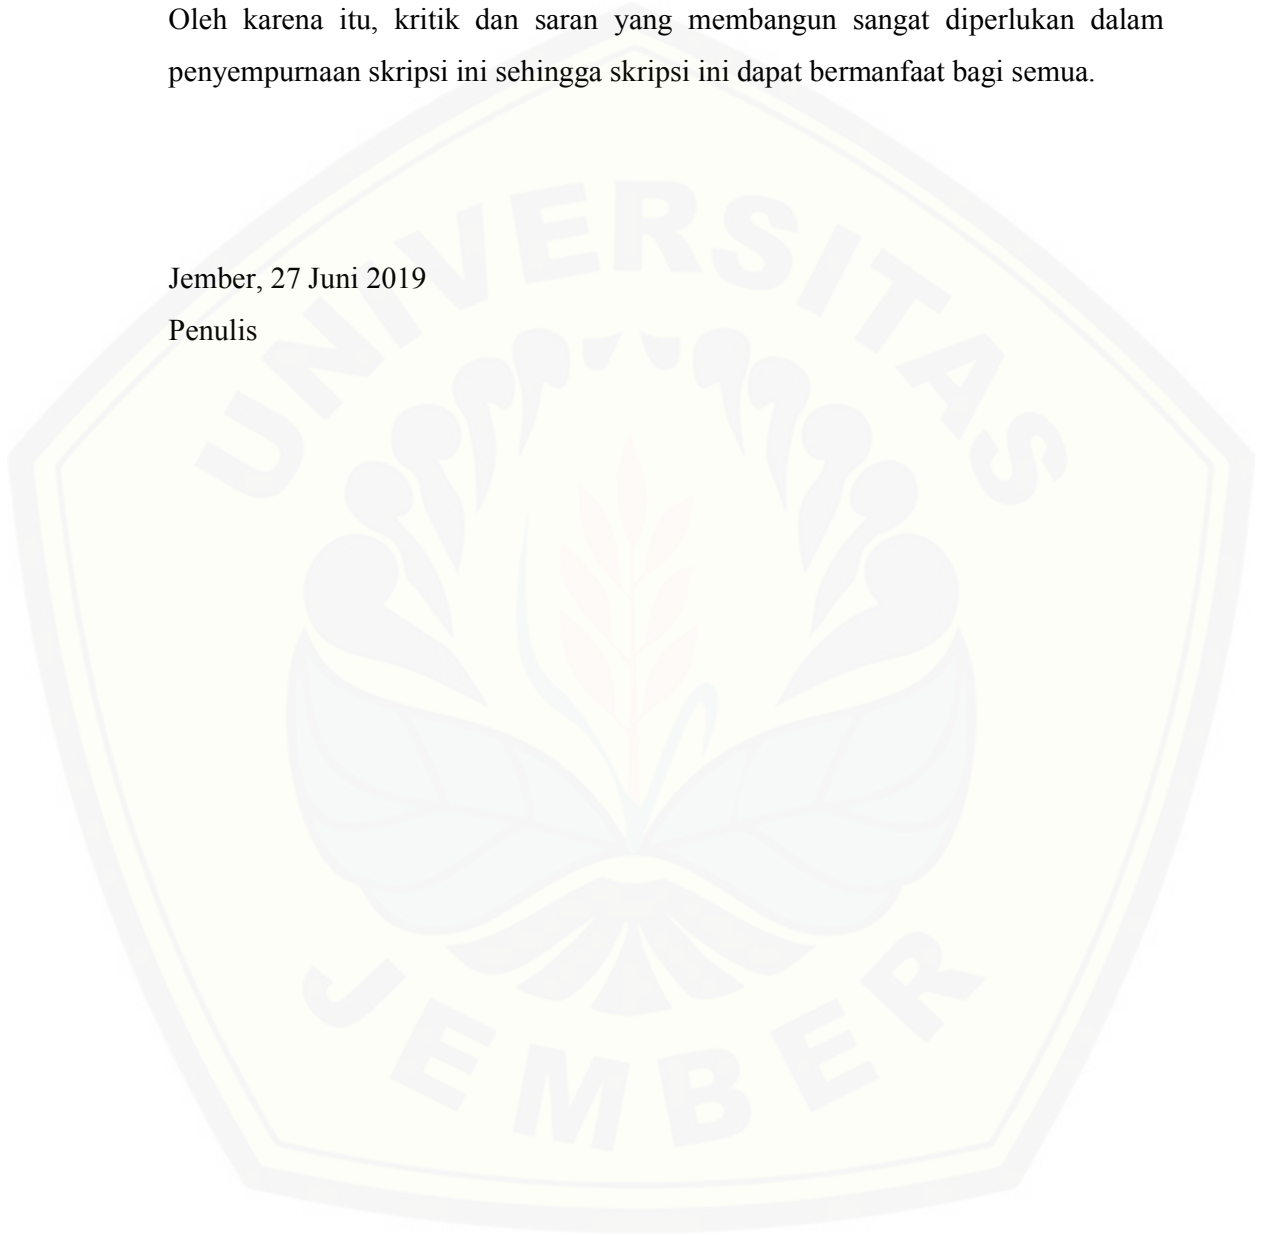 Oleh karena itu, kritik dan saran yang membangun sangat diperlukan dalam
penyempurnaan skripsi ini sehingga skripsi ini dapat bermanfaat bagi semua.
UNIVERSITAS
Jember, 27 Juni 2019
Penulis
JEMBER